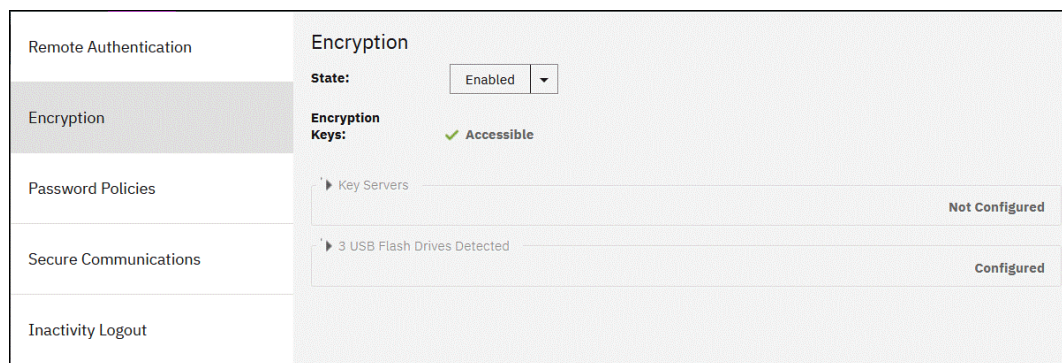 Remote Authentication
Encryption
Password Policies
Secure Communications
Inactivity Logout
Encryption
State:
Enabled
Encryption
Keys:
Accessible
Key Servers
Not Configured
3 USB Flash Drives Detected
Configured